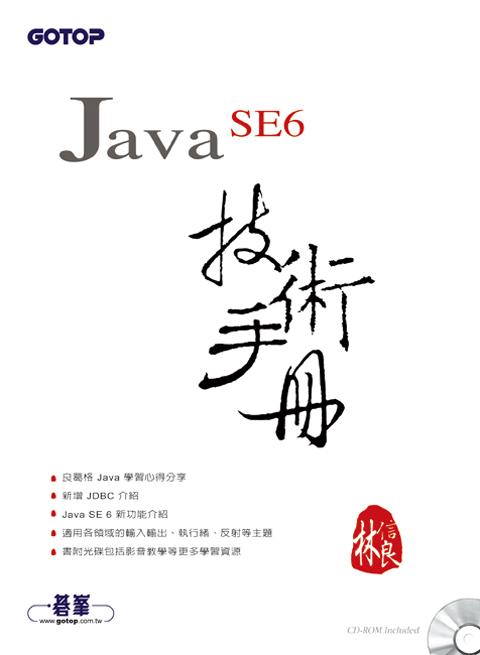 GOTOP
Java SE6
技術
手冊
良葛格 Java 學習心得分享
新增 JDBC 介紹
Java SE 6 新功能介紹
適用各領域的輸入輸出、執行緒、反射等主題
書附光碟包括影音教學等更多學習資源
林信良
碁峯
www.gotop.com.tw
CD-ROM Included